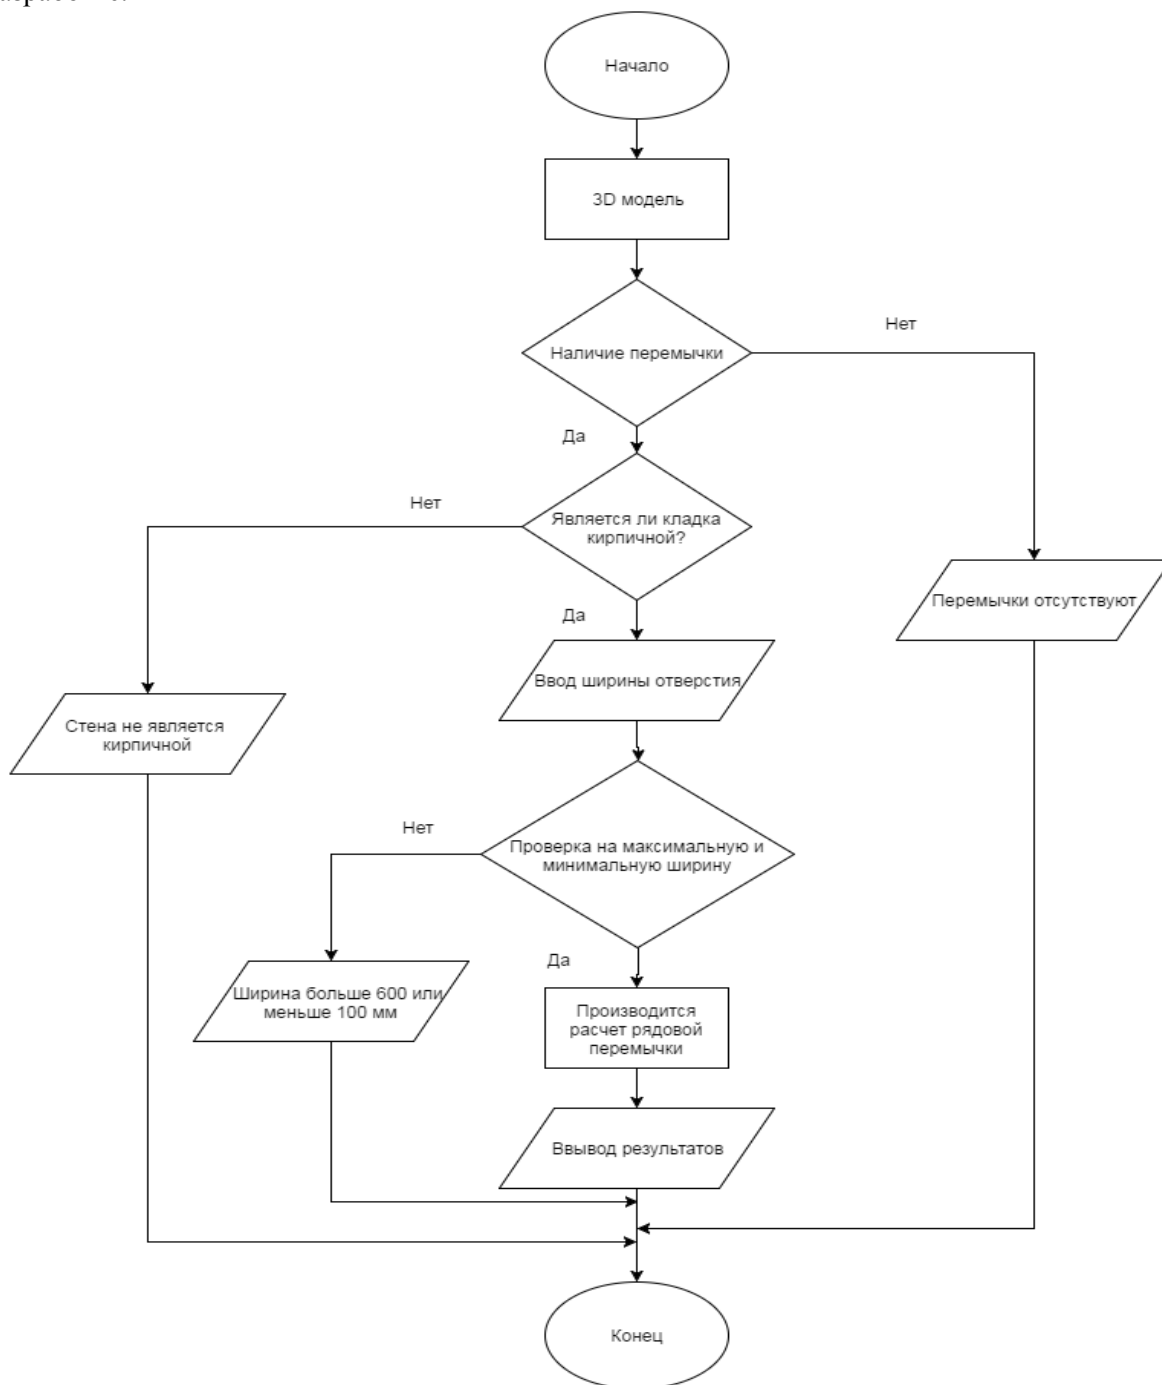 Начало
3D модель
Нет
Наличие перемычки
Да
Нет
Является ли кладка
кирпичной?
Перемычки отсутствуют
Да
Ввод ширины отверстия
Стена не является
кирпичной
Нет
Проверка на максимальную и
минимальную ширину
Да
Ширина больше 600 или
меньше 100 мм
Производится
расчет рядовой
перемычки
Ввывод результатов
Конец